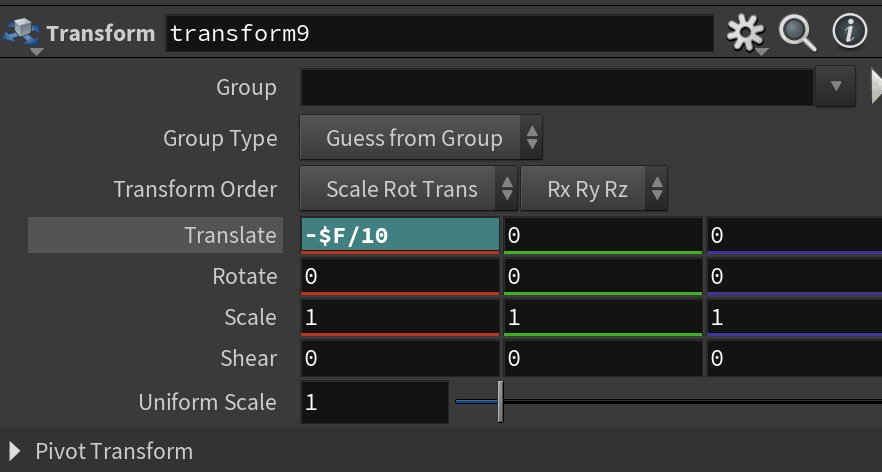 Transform transform9
Group
Group Type Guess from Group
Transform Order Scale Rot Trans Rx Ry Rz
Translate -$F/10 0 0
Rotate 0 0 0
Scale 1 1 1
Shear 0 0 0
Uniform Scale 1
Pivot Transform